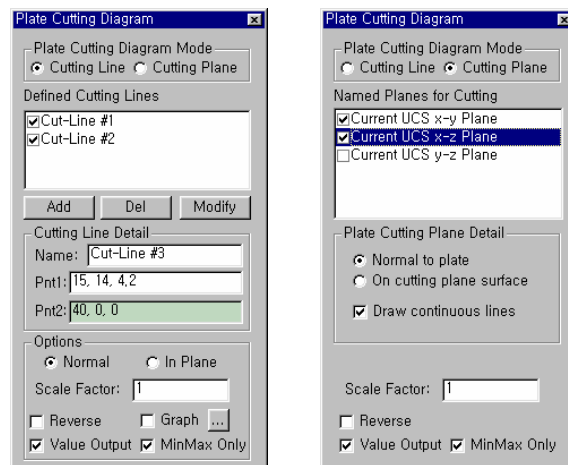 Plate Cutting Diagram
Plate Cutting Diagram Mode
Cutting Line Cutting Plane
Defined Cutting Lines
Cut-Line #1
Cut-Line #2
Add Del Modify
Cutting Line Detail
Name: Cut-Line #3
Pnt1: 15, 14, 4,2
Pnt2: 40, 0, 0
Options
Normal In Plane
Scale Factor: 1
Reverse Graph ...
Value Output MinMax Only
Plate Cutting Diagram
Plate Cutting Diagram Mode
Cutting Line Cutting Plane
Named Planes for Cutting
Current UCS x-y Plane
Current UCS x-z Plane
Current UCS y-z Plane
Plate Cutting Plane Detail
Normal to plate
On cutting plane surface
Draw continuous lines
Scale Factor: 1
Reverse
Value Output MinMax Only